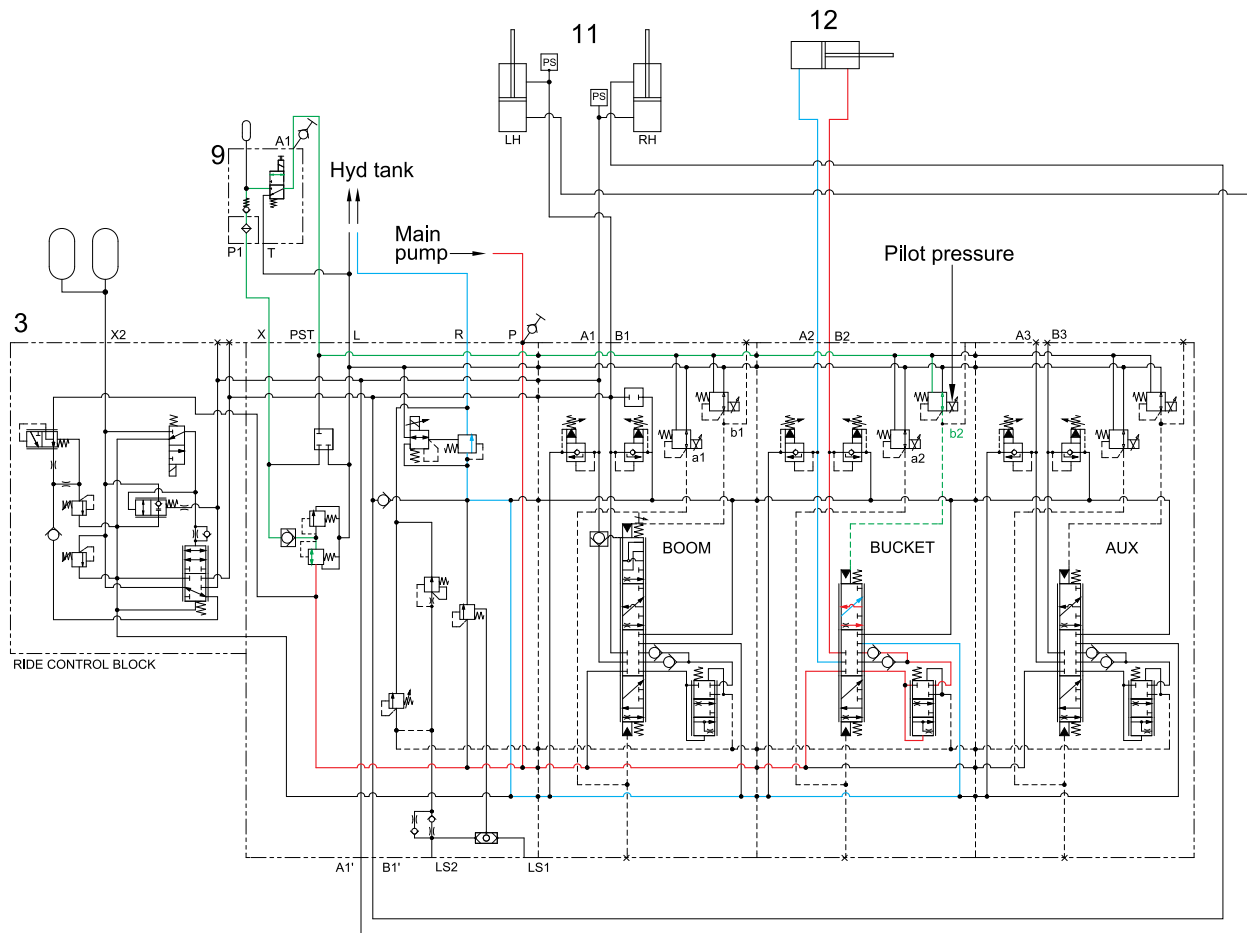 11
12
PS
PS
LH
RH
9
A1
Hyd tank
P1
T
Main
pump
Pilot pressure
3
X2
X
PST
L
R
P
A1
B1
A2
B2
A3
B3
b1
a1
b2
a2
BOOM
BUCKET
AUX
RIDE CONTROL BLOCK
A1'
B1'
LS2
LS1